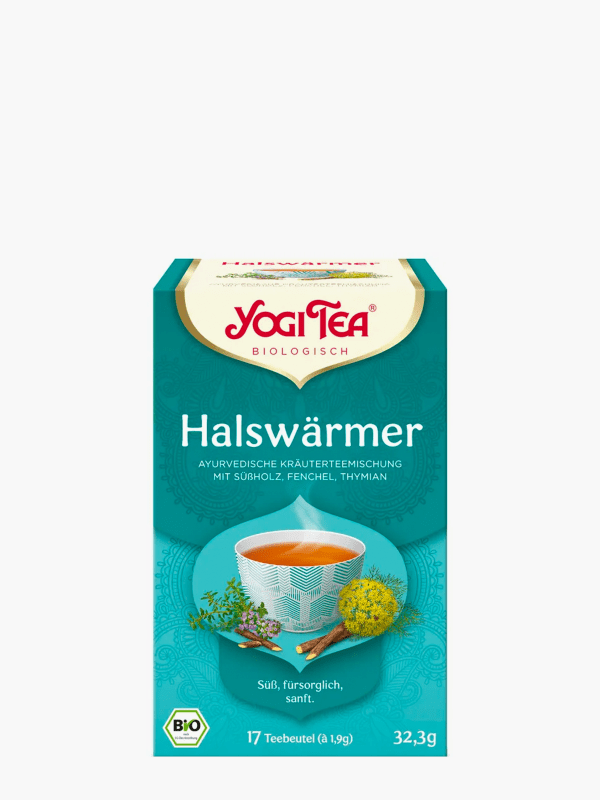 Halswärmer
YOGI TEA®
BIOLOGISCH
Halswärmer
AYURVEDISCHE KRÄUTERTEEMISCHUNG
MIT SÜßHOLZ, FENCHEL, THYMIAN
Süß, fürsorglich,
sanft.
BIO
17 Teebeutel (à 1,9g) 32,3g